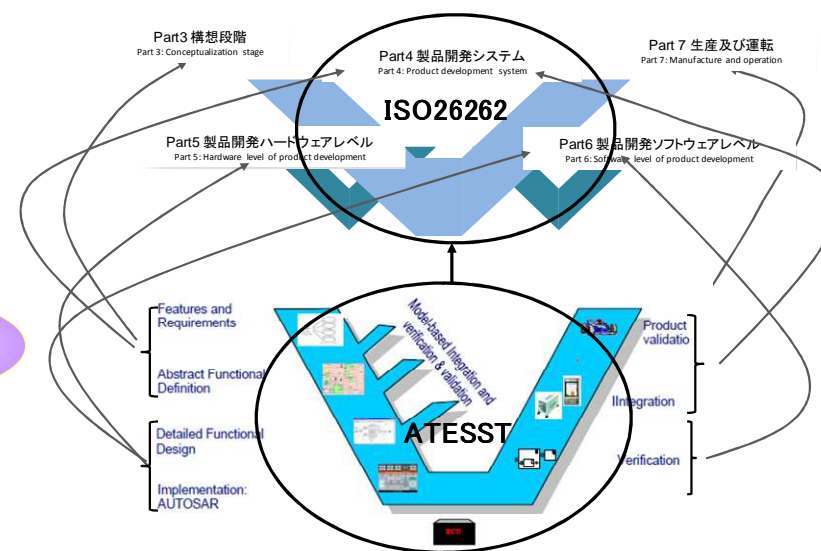 Part3 構想段階
Part 3: Conceptualization stage
Part4 製品開発システム
Part 4: Product development system
Part 7 生産及び運転
Part 7: Manufacture and operation
ISO26262
Part5 製品開発ハードウェアレベル
Part 5: Hardware level of product development
Part6 製品開発ソフトウェアレベル
Part 6: Software level of product development
Features and
Requirements
Abstract Functional
Definition
Detailed Functional
Design
Implementation:
AUTOSAR
Model-based Integration and
verification & validation
ATESST
Product
validatio
IIntegration
Verification
ECU